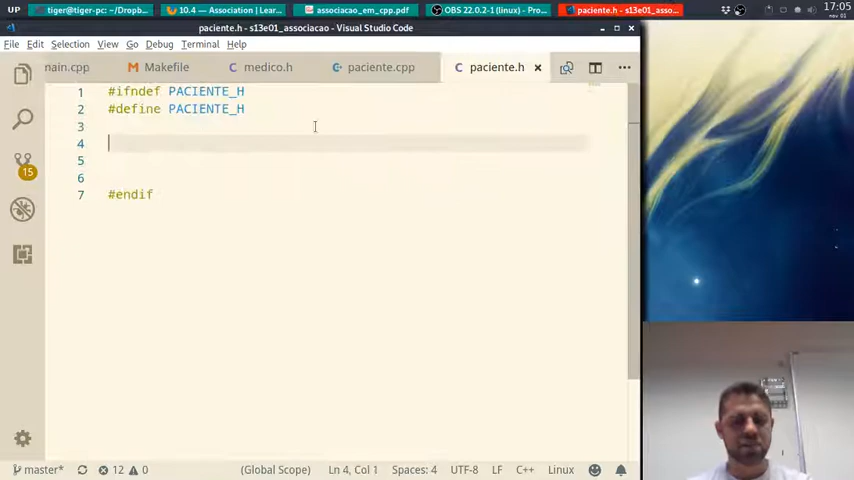 UP tiger@tiger-pc: ~/Dropb... 10.4 — Association | Lear... associacao_em_cpp.pdf OBS 22.0.2-1 (linux) - Pro... paciente.h - s13e01_asso... 17:05
nov 01
paciente.h - s13e01_associacao - Visual Studio Code
File Edit Selection View Go Debug Terminal Help
nain.cpp Makefile medico.h paciente.cpp paciente.h
1 #ifndef PACIENTE_H
2 #define PACIENTE_H
3
4
5
6
7 #endif
15
master* 12 0 (Global Scope) Ln 4, Col 1 Spaces: 4 UTF-8 LF C++ Linux